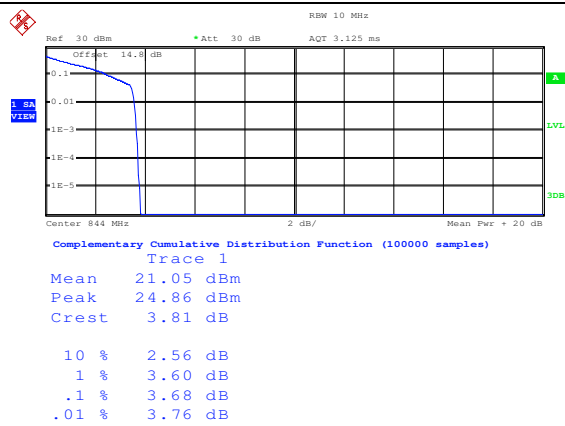 RBW 10 MHz
Ref 30 dBm * Att 30 dB AQT 3.125 ms
Offset 14.8 dB
0.1
A
0.01
1 SA
VIEW
1E-3
LVL
1E-4
1E-5
3DB
Center 844 MHz 2 dB/ Mean Pwr + 20 dB
Complementary Cumulative Distribution Function (100000 samples)
Trace 1
Mean 21.05 dBm
Peak 24.86 dBm
Crest 3.81 dB
10 % 2.56 dB
1 % 3.60 dB
.1 % 3.68 dB
.01 % 3.76 dB